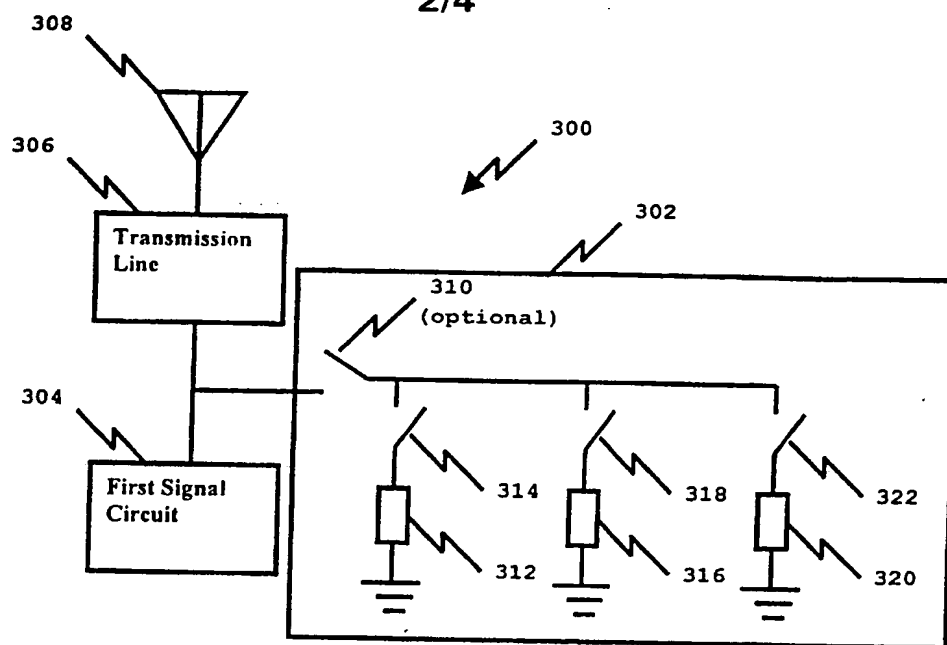 2/4
308
306
300
302
Transmission
Line
310
(optional)
304
First Signal
Circuit
314
318
322
312
316
320